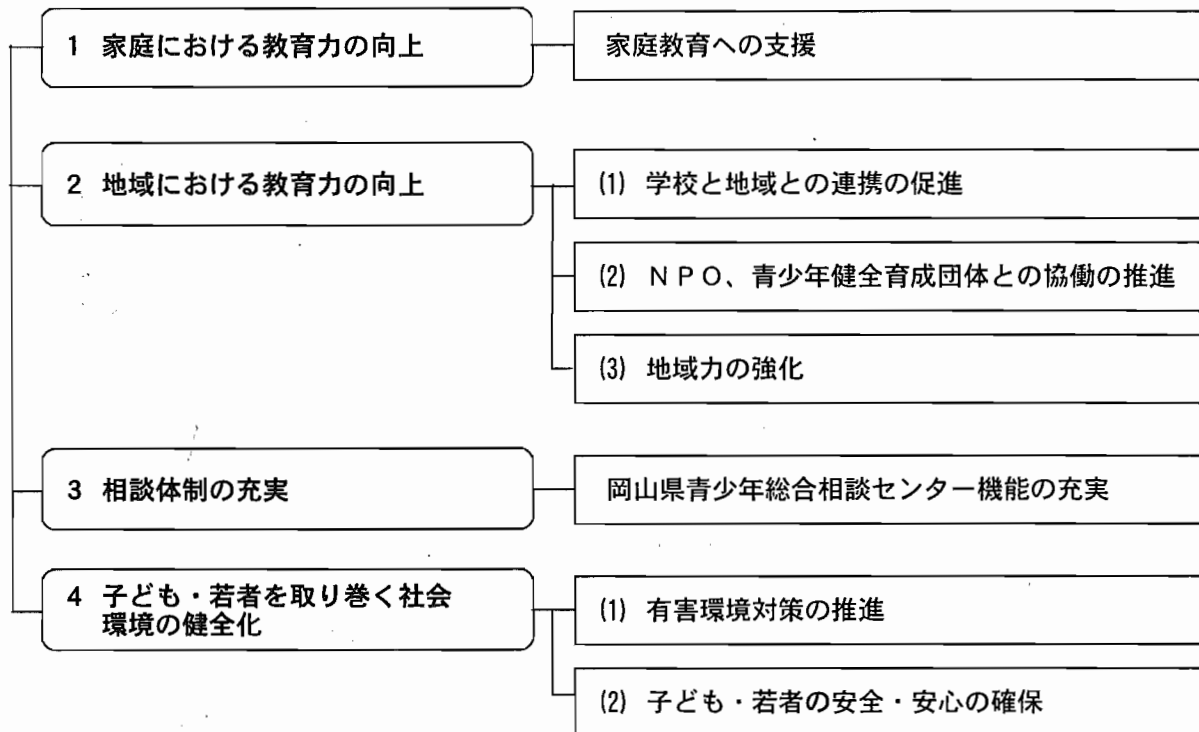 1 家庭における教育力の向上
家庭教育への支援
2 地域における教育力の向上
(1) 学校と地域との連携の促進
(2) ＮＰＯ、青少年健全育成団体との協働の推進
(3) 地域力の強化
3 相談体制の充実
岡山県青少年総合相談センター機能の充実
4 子ども・若者を取り巻く社会
環境の健全化
(1) 有害環境対策の推進
(2) 子ども・若者の安全・安心の確保